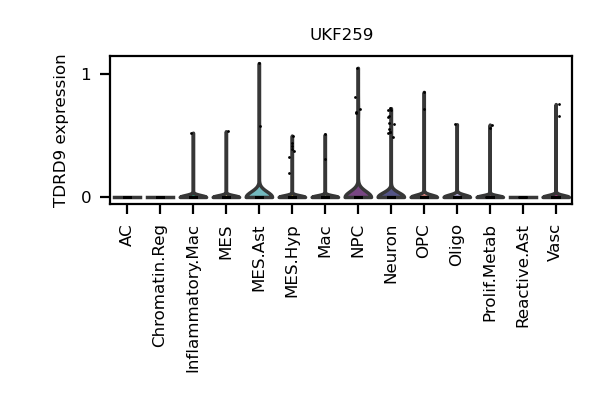 UKF259
TDRD9 expression
1
0
AC
Chromatin.Reg
Inflammatory.Mac
MES
MES.Ast
MES.Hyp
Mac
NPC
Neuron
OPC
Oligo
Prolif.Metab
Reactive.Ast
Vasc